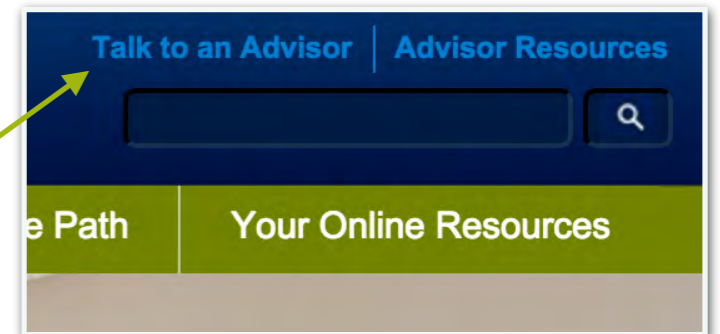 Talk to an Advisor | Advisor Resources
e Path
Your Online Resources